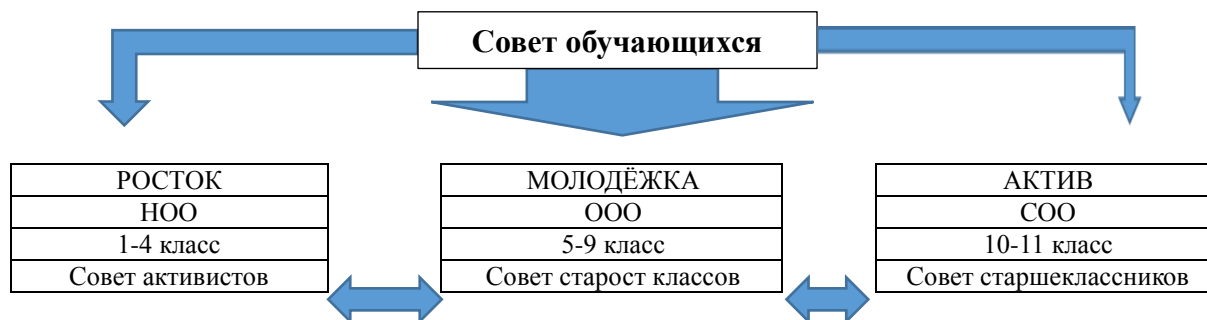 Совет обучающихся
РОСТОК
НОО
1-4 класс
Совет активистов
МОЛОДЁЖКА
ООО
5-9 класс
Совет старост классов
АКТИВ
СОО
10-11 класс
Совет старшеклассников